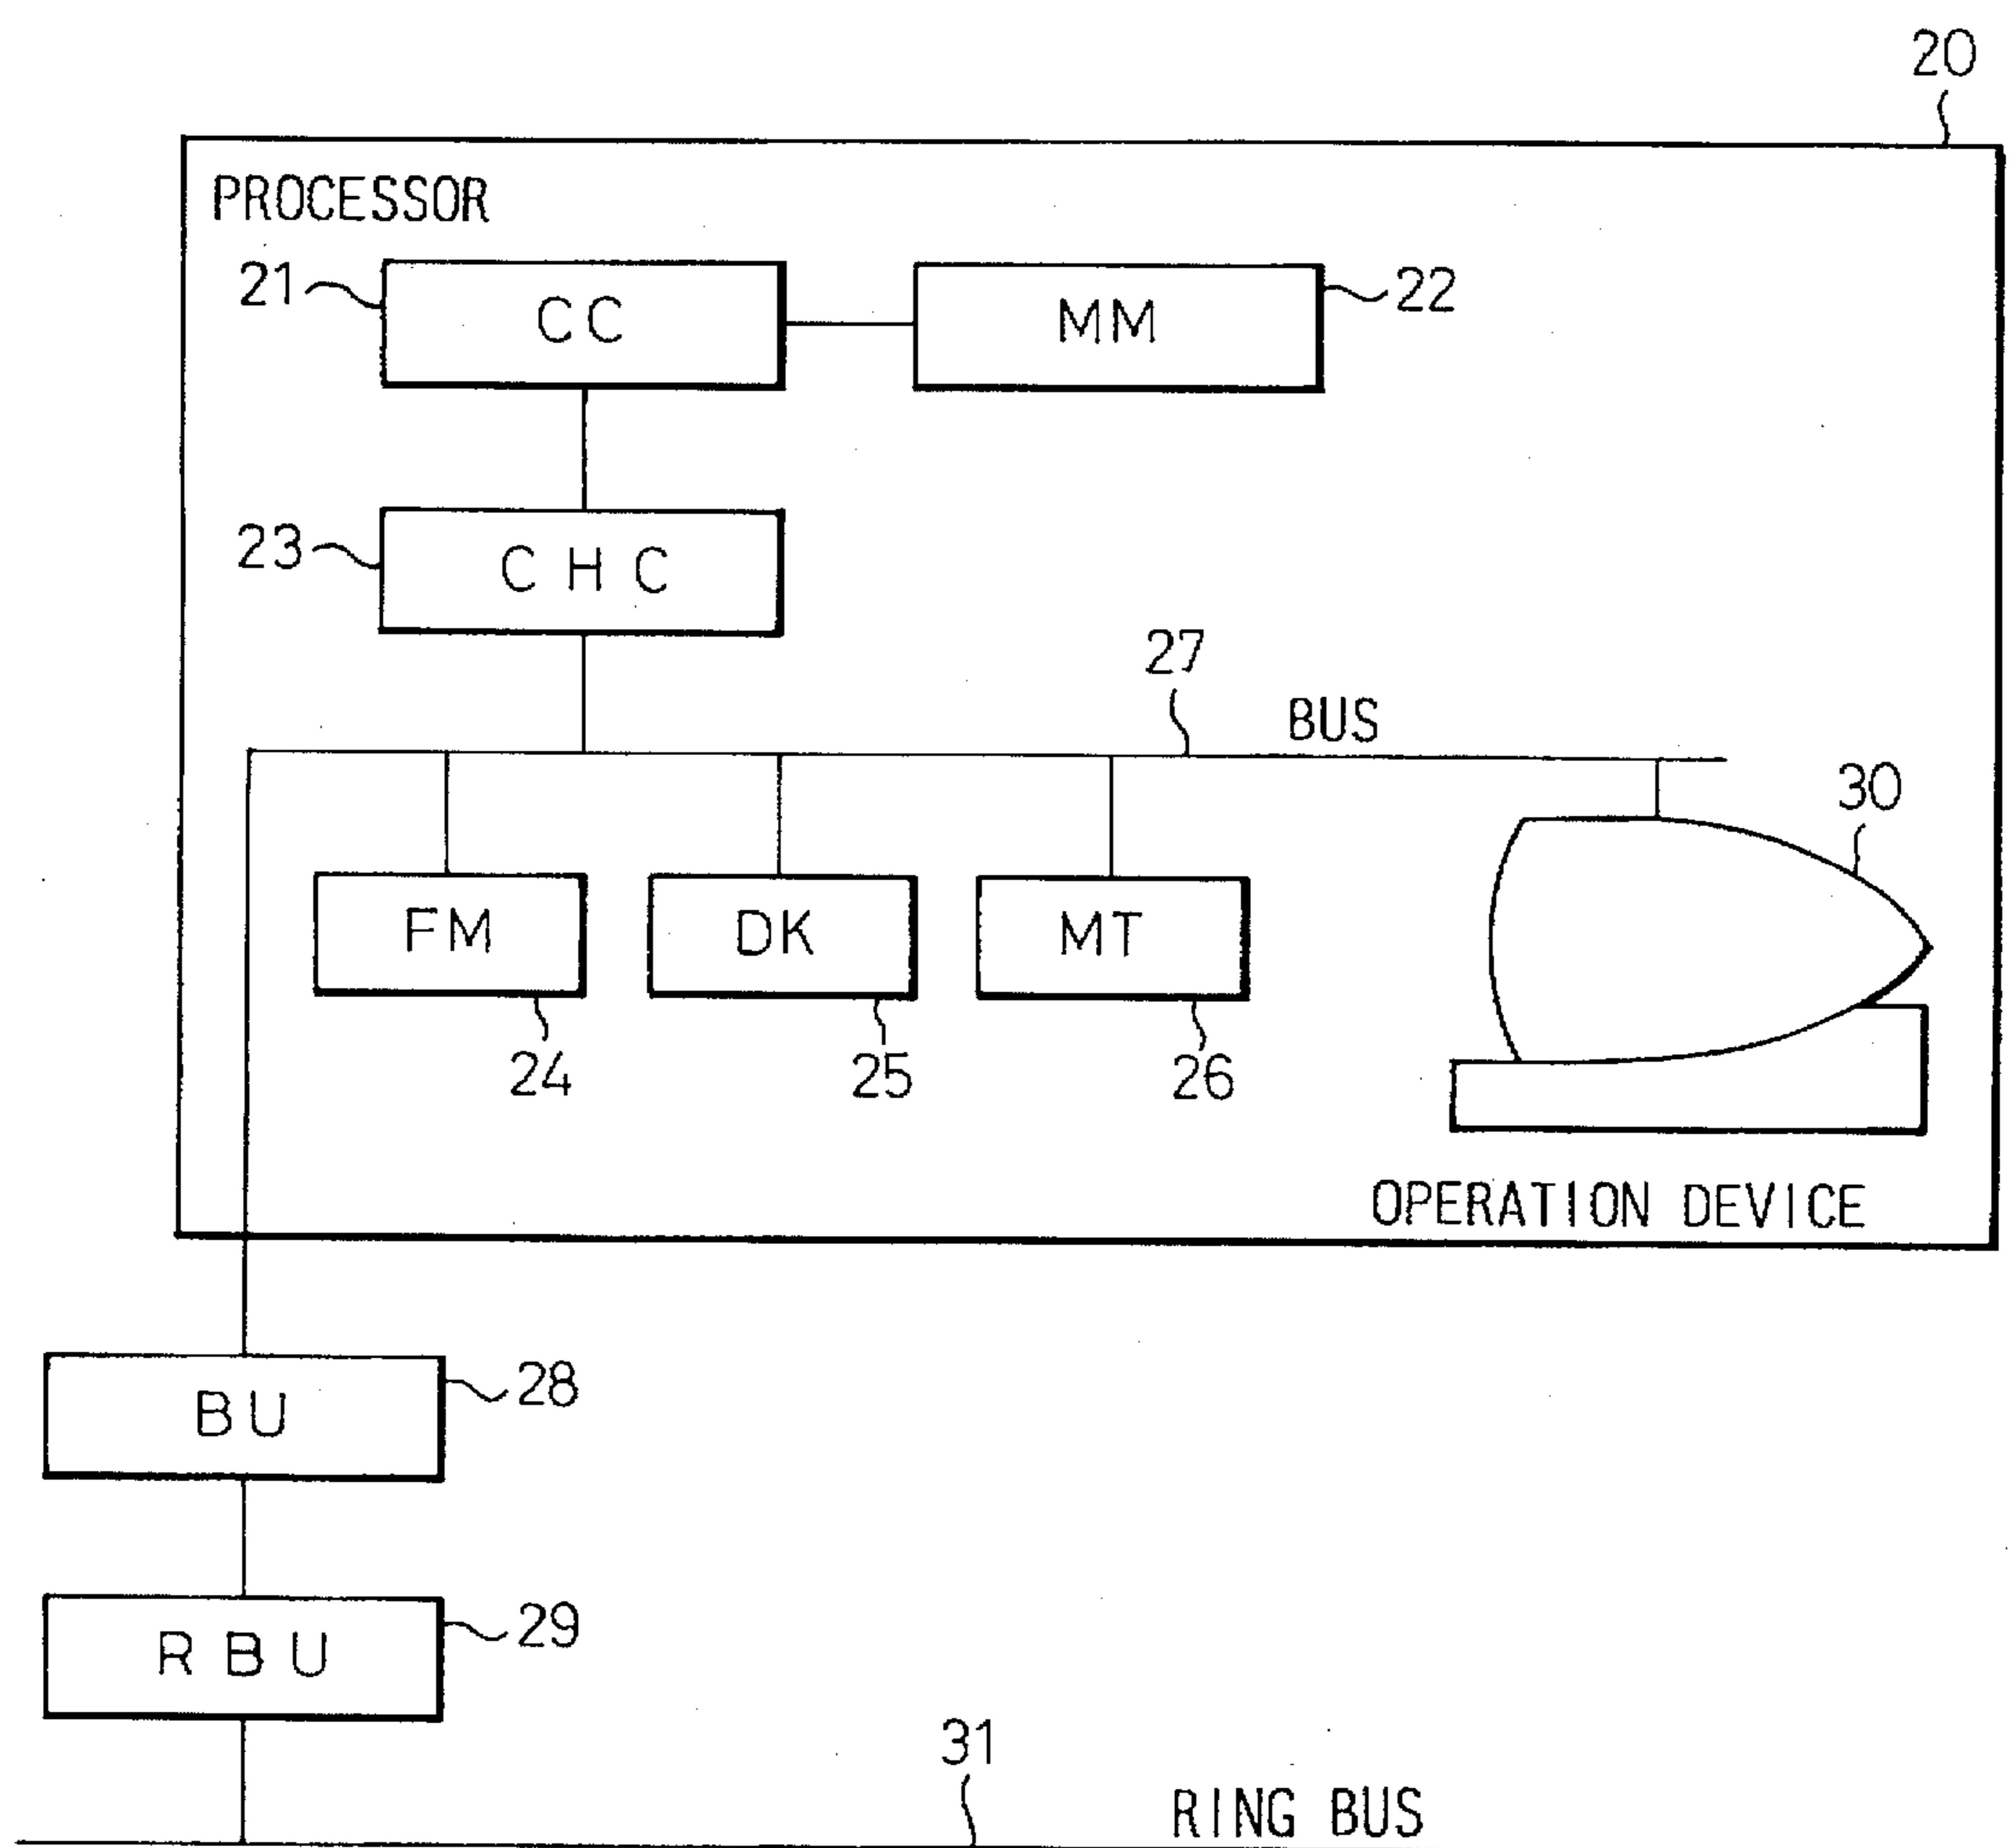 20
PROCESSOR
21
CC
MM
22
23
CHC
27
BUS
30
FM
DK
MT
24
25
26
OPERATION DEVICE
BU
28
RBU
29
31
RING BUS